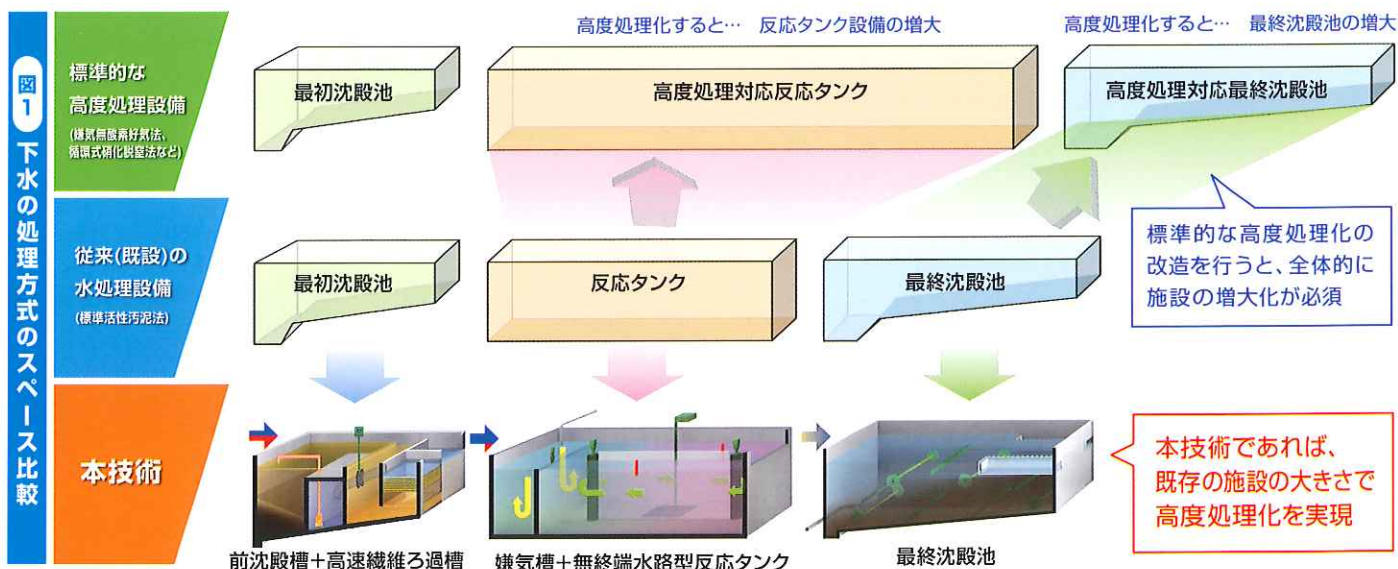 図1 下水の処理方式のスペース比較
高度処理化すると… 反応タンク設備の増大
高度処理化すると… 最終沈殿池の増大
標準的な
高度処理設備
(嫌気無酸素好気法、
循環式硝化脱窒法など)
最初沈殿池
高度処理対応反応タンク
高度処理対応最終沈殿池
標準的な高度処理化の
改造を行うと、全体的に
施設の増大化が必須
従来(既設)の
水処理設備
(標準活性汚泥法)
最初沈殿池
反応タンク
最終沈殿池
本技術
前沈殿槽+高速繊維ろ過槽
嫌気槽+無終端水路型反応タンク
最終沈殿池
本技術であれば、
既存の施設の大きさで
高度処理化を実現